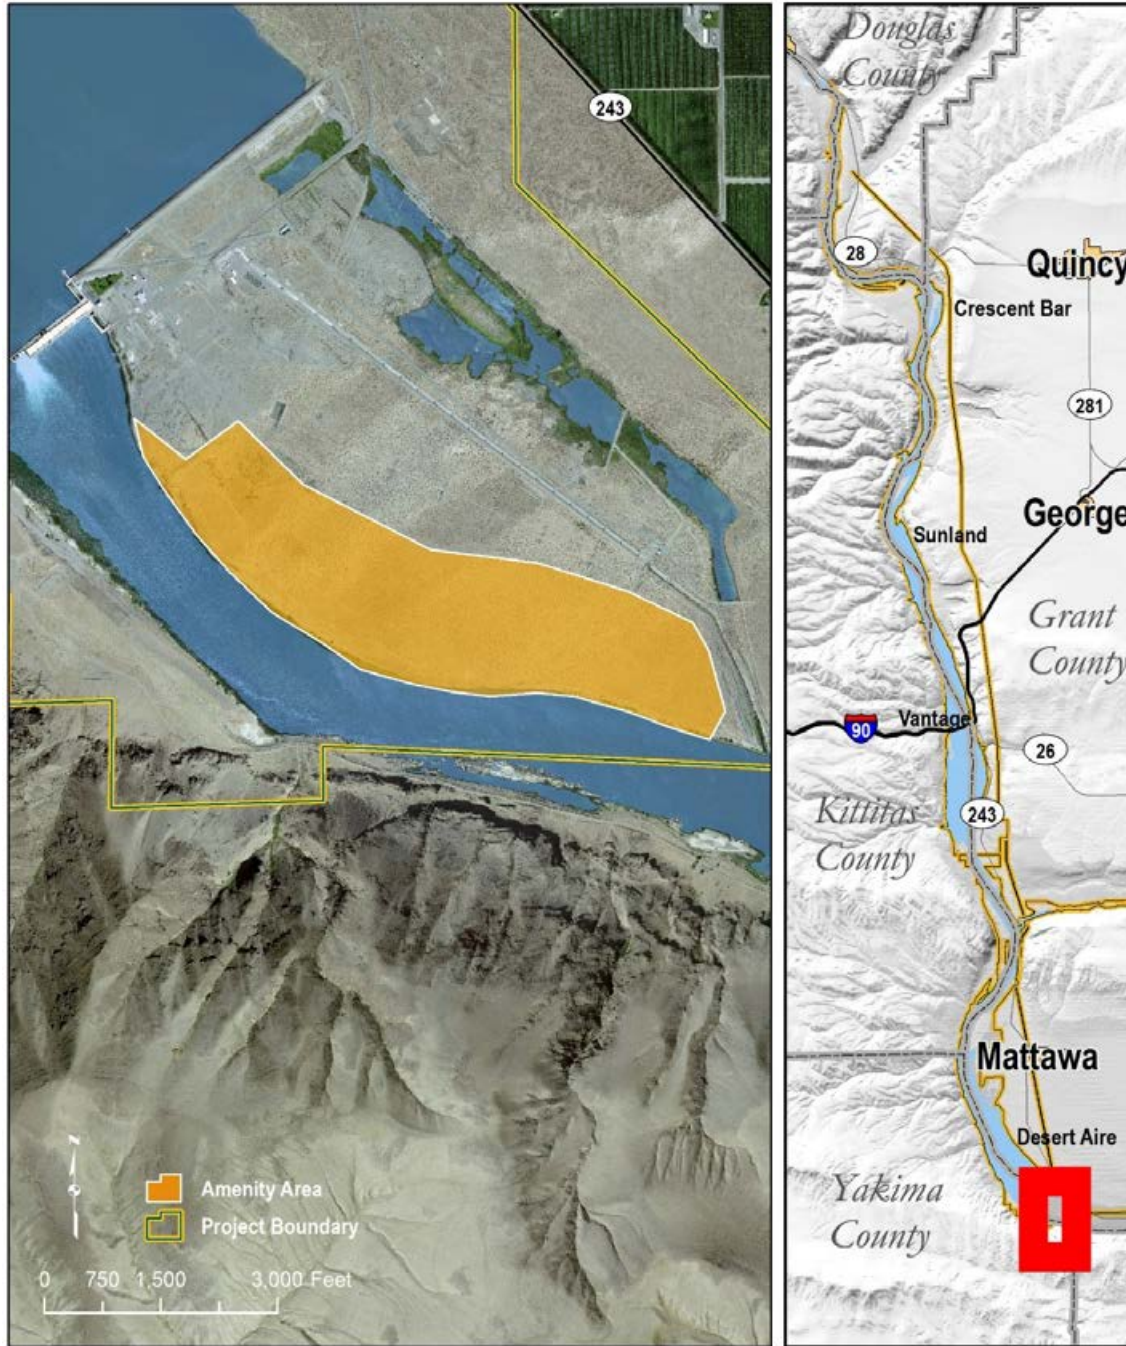 243
Amenity Area
Project Boundary
0 750 1,500 3,000 Feet
Douglas
County
28
Quincy
Crescent Bar
281
George
Sunland
Grant
County
Vantage
90
26
Kittitas
County
243
Mattawa
Desert Aire
Yakima
County